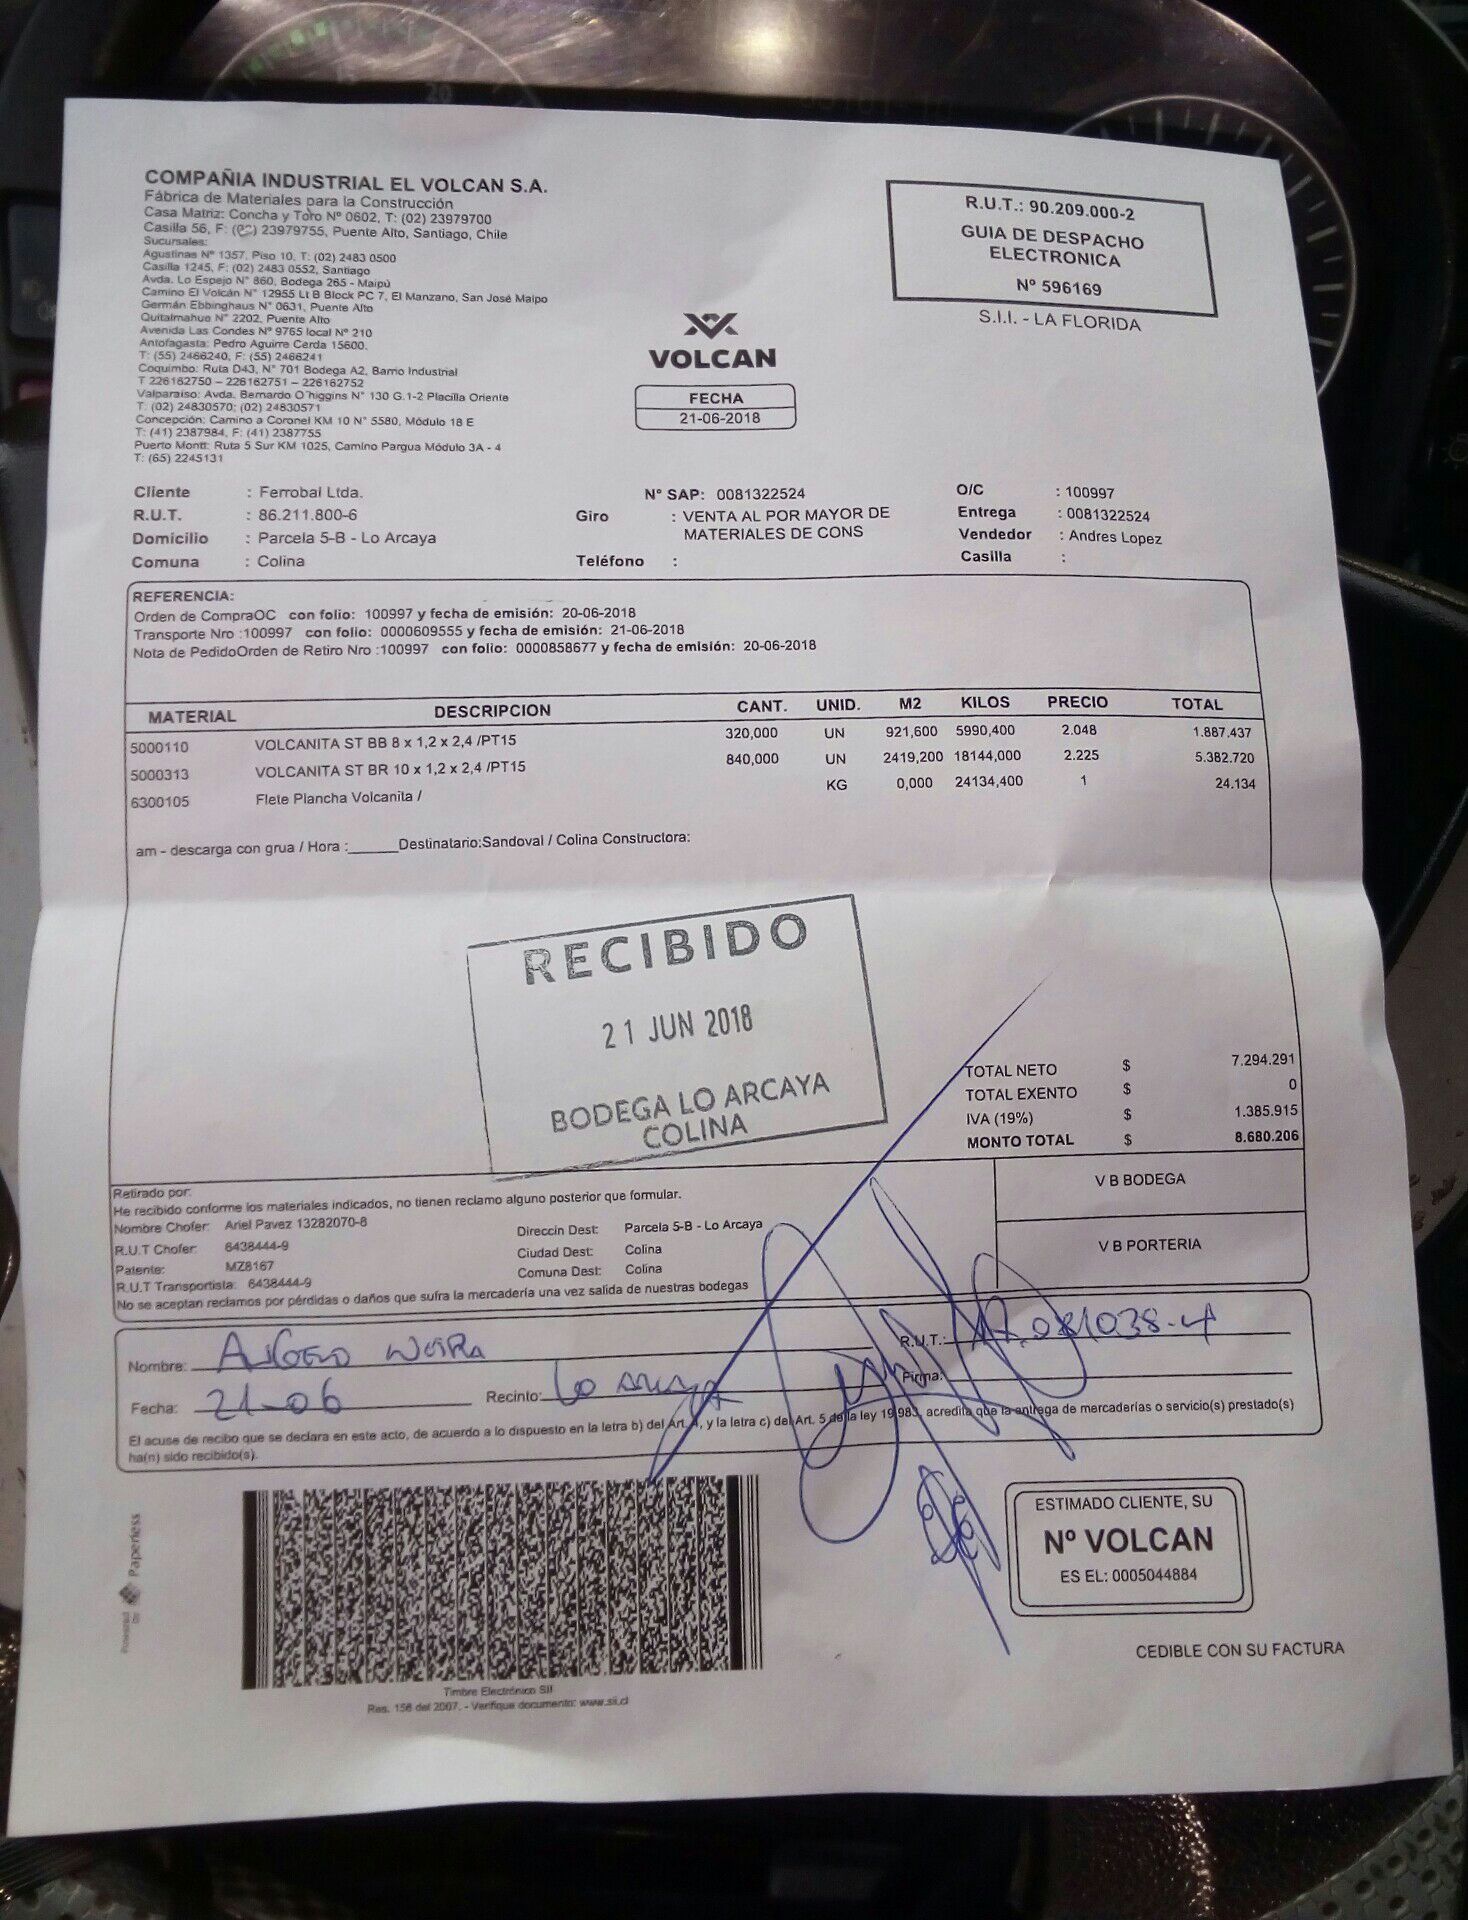 COMPAÑIA INDUSTRIAL EL VOLCAN S.A.
Fábrica de Materiales para la Construcción
Casa Matriz: Concha y Toro Nº 0602, T: (02) 23979700
Casilla 56, F: (02) 23979755, Puente Alto, Santiago, Chile
Sucursales:
Agustinas Nº 1357, Piso 10, T: (02) 2483 0500
Casilla 1245, F: (02) 2483 0552, Santiago
Avda. Lo Espejo N° 860, Bodega 265 - Maipú
Camino El Volcán N° 12955 Lt B Block PC 7, El Manzano, San José Maipo
Germán Ebbinghaus N° 0631, Puente Alto
Quitalmahue N° 2202, Puente Alto
Avenida Las Condes Nº 9765 local Nº 210
Antofagasta: Pedro Aguirre Cerda 15600,
T: (55) 2466240, F: (55) 2466241
Coquimbo: Ruta D43, N° 701 Bodega A2, Barrio Industrial
T 226162750 – 226162751 – 226162752
Valparaíso: Avda. Bernardo O´higgins N° 130 G.1-2 Placilla Oriente
T: (02) 24830570; (02) 24830571
Concepción: Camino a Coronel KM 10 N° 5580, Módulo 18 E
T: (41) 2387984, F: (41) 2387755
Puerto Montt: Ruta 5 Sur KM 1025, Camino Pargua Módulo 3A - 4
T: (65) 2245131
R.U.T.: 90.209.000-2
GUIA DE DESPACHO
ELECTRONICA
Nº 596169
S.I.I. - LA FLORIDA
VOLCAN
FECHA
21-06-2018
Cliente : Ferrobal Ltda. Nº SAP: 0081322524 O/C : 100997
R.U.T. : 86.211.800-6 Giro : VENTA AL POR MAYOR DE Entrega : 0081322524
MATERIALES DE CONS
Domicilio : Parcela 5-B - Lo Arcaya Vendedor : Andres Lopez
Comuna : Colina Teléfono : Casilla :
REFERENCIA:
Orden de CompraOC con folio: 100997 y fecha de emisión: 20-06-2018
Transporte Nro :100997 con folio: 0000609555 y fecha de emisión: 21-06-2018
Nota de PedidoOrden de Retiro Nro :100997 con folio: 0000858677 y fecha de emisión: 20-06-2018
MATERIAL DESCRIPCION CANT. UNID. M2 KILOS PRECIO TOTAL
5000110 VOLCANITA ST BB 8 x 1,2 x 2,4 /PT15 320,000 UN 921,600 5990,400 2.048 1.887.437
5000313 VOLCANITA ST BR 10 x 1,2 x 2,4 /PT15 840,000 UN 2419,200 18144,000 2.225 5.382.720
6300105 Flete Plancha Volcanita / KG 0,000 24134,400 1 24.134
am - descarga con grua / Hora :______Destinatario:Sandoval / Colina Constructora:
RECIBIDO
21 JUN 2018
BODEGA LO ARCAYA
COLINA
TOTAL NETO $ 7.294.291
TOTAL EXENTO $ 0
IVA (19%) $ 1.385.915
MONTO TOTAL $ 8.680.206
Retirado por:
He recibido conforme los materiales indicados, no tienen reclamo alguno posterior que formular.
Nombre Chofer: Ariel Pavez 13282070-8 Direccin Dest: Parcela 5-B - Lo Arcaya
R.U.T Chofer: 6438444-9 Ciudad Dest: Colina
Patente: MZ8167 Comuna Dest: Colina
R.U.T Transportista: 6438444-9
No se aceptan reclamos por pérdidas o daños que sufra la mercadería una vez salida de nuestras bodegas
V B BODEGA
V B PORTERIA
Nombre: R.U.T.: 17.081038-4
Fecha: 21-06 Recinto: Lo Arcaya Firma:
El acuse de recibo que se declara en este acto, de acuerdo a lo dispuesto en la letra b) del Art. 4, y la letra c) del Art. 5 de la ley 19.983, acredita que la entrega de mercaderías o servicio(s) prestado(s)
ha(n) sido recibido(s).
Powered by Paperless
Timbre Electrónico SII
Res. 156 del 2007. - Verifique documento: www.sii.cl
ESTIMADO CLIENTE, SU
Nº VOLCAN
ES EL: 0005044884
CEDIBLE CON SU FACTURA